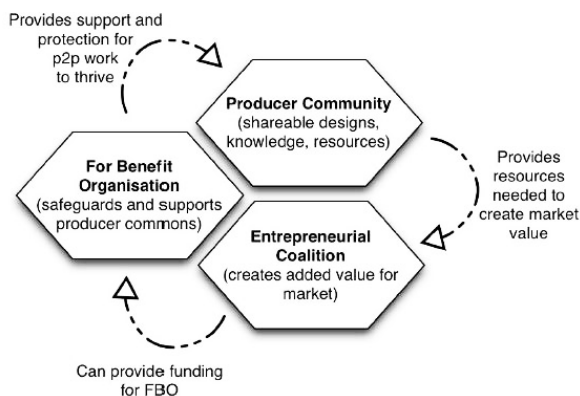 Provides support and
protection for
p2p work
to thrive
Producer Community
(shareable designs,
knowledge, resources)
For Benefit
Organisation
(safeguards and supports
producer commons)
Provides
resources
needed to
create market
value
Entrepreneurial
Coalition
(creates added value for
market)
Can provide funding
for FBO